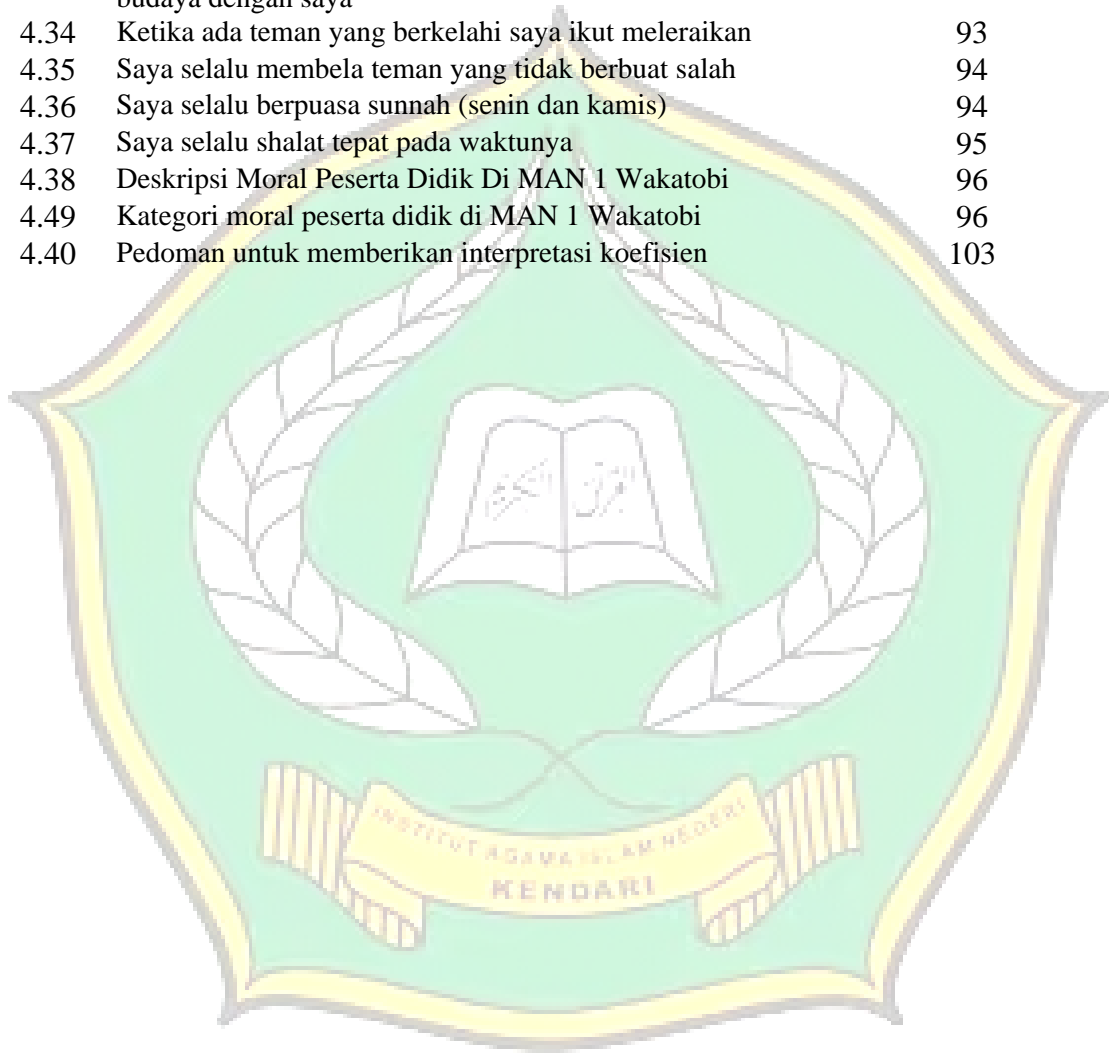 budaya dengan saya
4.34 Ketika ada teman yang berkelahi saya ikut meleraikan 93
4.35 Saya selalu membela teman yang tidak berbuat salah 94
4.36 Saya selalu berpuasa sunnah (senin dan kamis) 94
4.37 Saya selalu shalat tepat pada waktunya 95
4.38 Deskripsi Moral Peserta Didik Di MAN 1 Wakatobi 96
4.49 Kategori moral peserta didik di MAN 1 Wakatobi 96
4.40 Pedoman untuk memberikan interpretasi koefisien 103
INSTITUT AGAMA ISLAM NEGERI
KENDARI